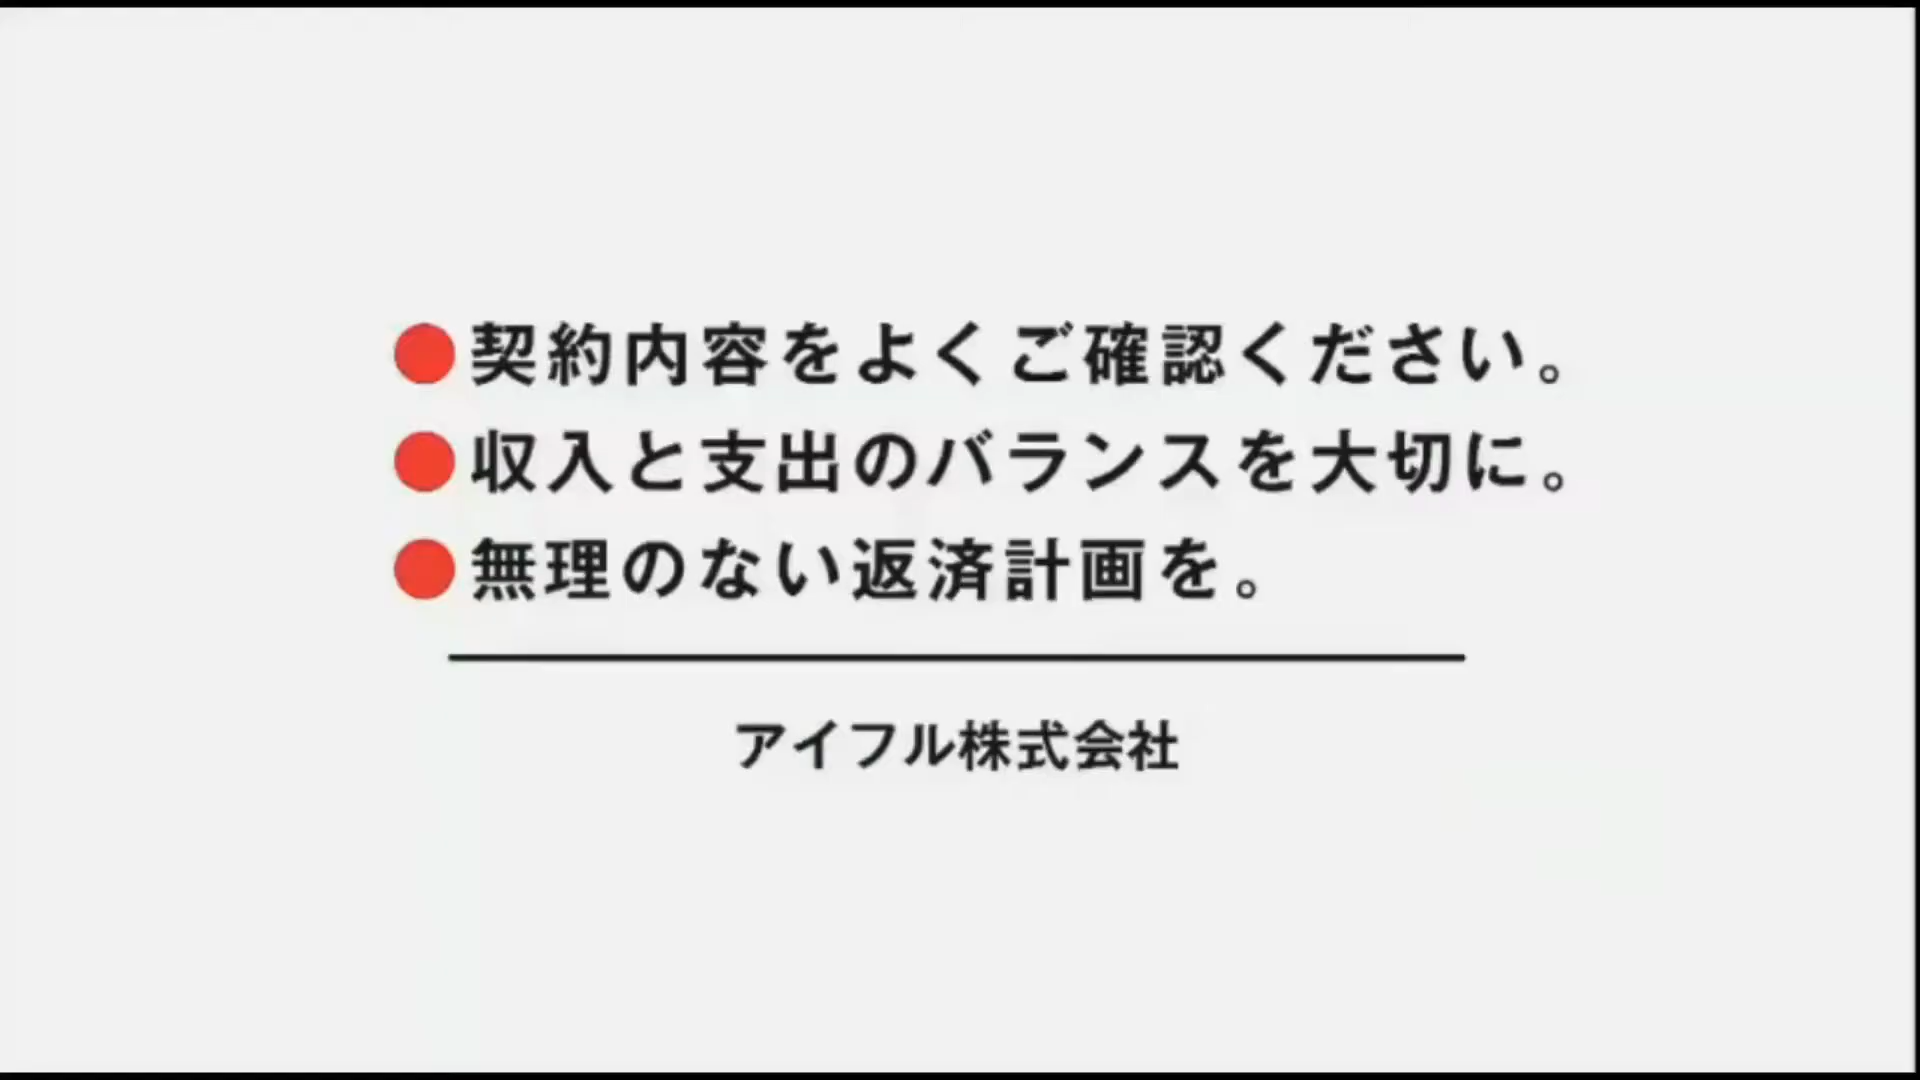 ●契約内容をよくご確認ください。
●収入と支出のバランスを大切に。
●無理のない返済計画を。
アイフル株式会社